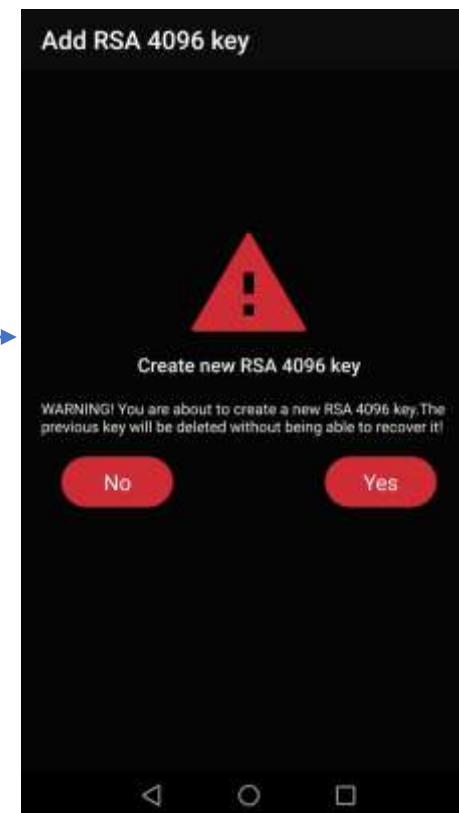 Add RSA 4096 key
Create new RSA 4096 key
WARNING! You are about to create a new RSA 4096 key.The
previous key will be deleted without being able to recover it!
No
Yes